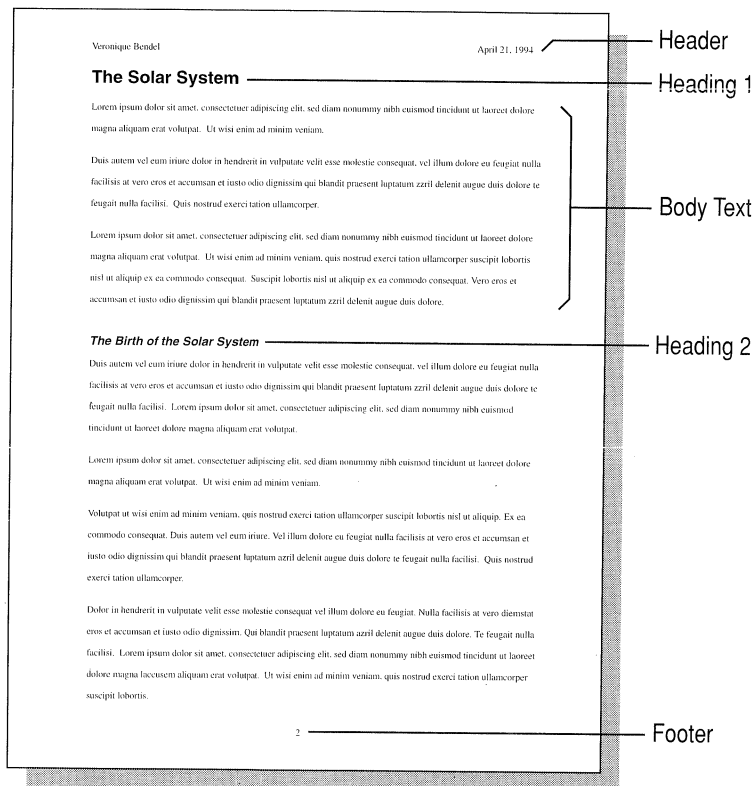 Veronique Bendel April 21, 1994 Header
The Solar System Heading 1
Lorem ipsum dolor sit amet, consectetuer adipiscing elit, sed diam nonummy nibh euismod tincidunt ut laoreet dolore
magna aliquam erat volutpat. Ut wisi enim ad minim veniam.
Duis autem vel eum iriure dolor in hendrerit in vulputate velit esse molestie consequat, vel illum dolore eu feugiat nulla
facilisis at vero eros et accumsan et iusto odio dignissim qui blandit praesent luptatum zzril delenit augue duis dolore te
feugait nulla facilisi. Quis nostrud exerci tation ullamcorper.
Body Text
Lorem ipsum dolor sit amet, consectetuer adipiscing elit, sed diam nonummy nibh euismod tincidunt ut laoreet dolore
magna aliquam erat volutpat. Ut wisi enim ad minim veniam, quis nostrud exerci tation ullamcorper suscipit lobortis
nisl ut aliquip ex ea commodo consequat. Suscipit lobortis nisl ut aliquip ex ea commodo consequat. Vero eros et
accumsan et iusto odio dignissim qui blandit praesent luptatum zzril delenit augue duis dolore.
The Birth of the Solar System Heading 2
Duis autem vel eum iriure dolor in hendrerit in vulputate velit esse molestie consequat, vel illum dolore eu feugiat nulla
facilisis at vero eros et accumsan et iusto odio dignissim qui blandit praesent luptatum zzril delenit augue duis dolore te
feugait nulla facilisi. Lorem ipsum dolor sit amet, consectetuer adipiscing elit, sed diam nonummy nibh euismod
tincidunt ut laoreet dolore magna aliquam erat volutpat.
Lorem ipsum dolor sit amet, consectetuer adipiscing elit, sed diam nonummy nibh euismod tincidunt ut laoreet dolore
magna aliquam erat volutpat. Ut wisi enim ad minim veniam.
Volutpat ut wisi enim ad minim veniam, quis nostrud exerci tation ullamcorper suscipit lobortis nisl ut aliquip. Ex ea
commodo consequat. Duis autem vel eum iriure. Vel illum dolore eu feugiat nulla facilisis at vero eros et accumsan et
iusto odio dignissim qui blandit praesent luptatum azril delenit augue duis dolore te feugait nulla facilisi. Quis nostrud
exerci tation ullamcorper.
Dolor in hendrerit in vulputate velit esse molestie consequat vel illum dolore eu feugiat. Nulla facilisis at vero diemstat
eros et accumsan et iusto odio dignissim. Qui blandit praesent luptatum azril delenit augue duis dolore. Te feugait nulla
facilisi. Lorem ipsum dolor sit amet, consectetuer adipiscing elit, sed diam nonummy nibh euismod tincidunt ut laoreet
dolore magna laccusem aliquam erat volutpat. Ut wisi enim ad minim veniam, quis nostrud exerci tation ullamcorper
suscipit lobortis.
2 Footer